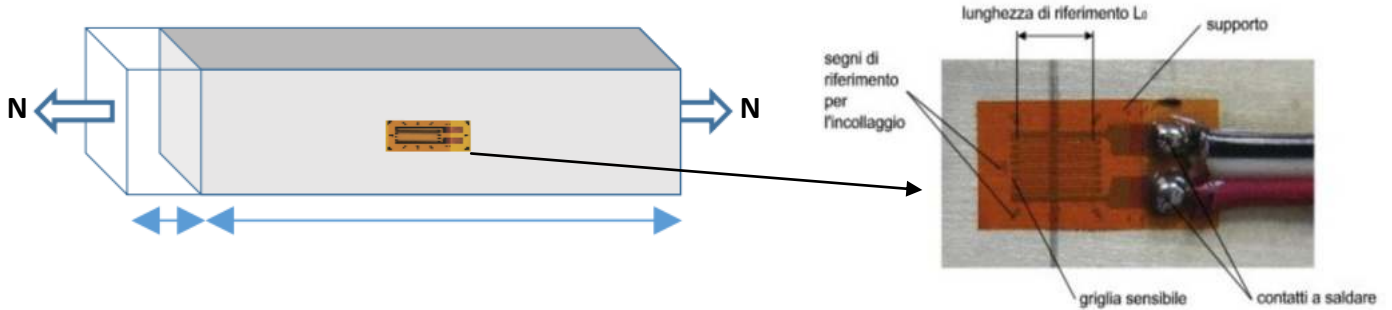 N
N
lunghezza di riferimento L₀
supporto
segni di
riferimento
per
l'incollaggio
griglia sensibile
contatti a saldare